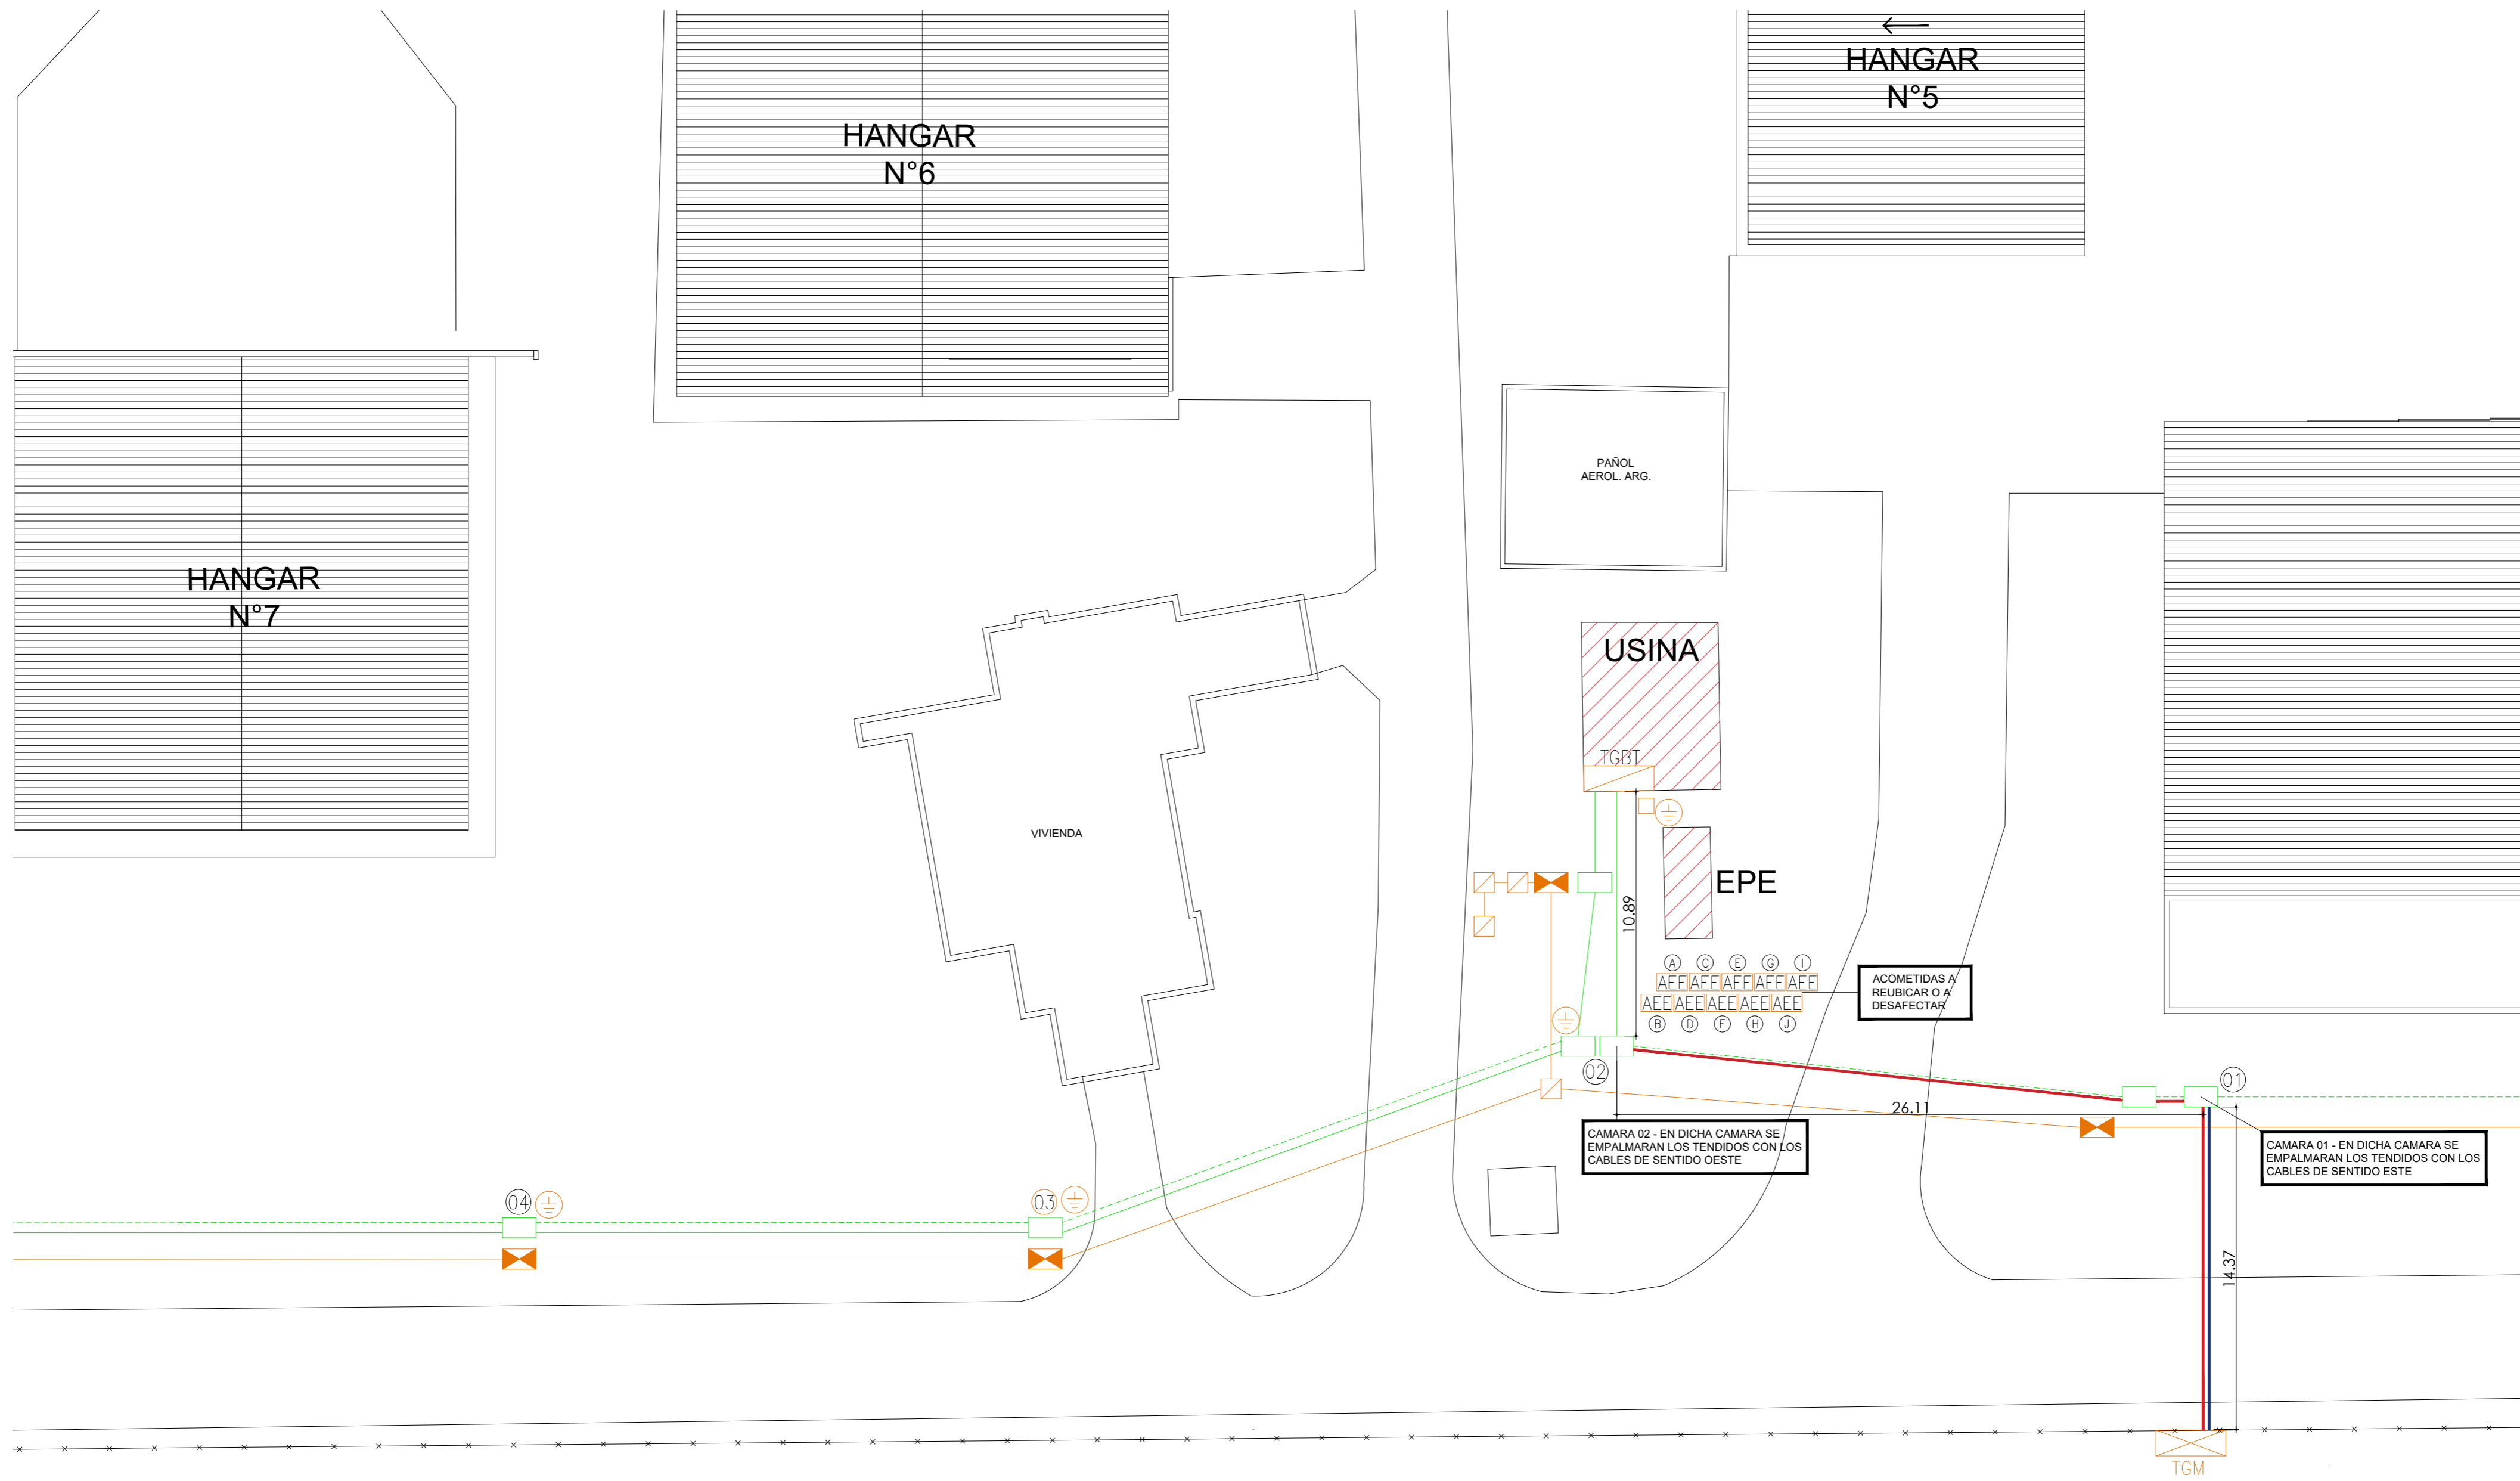 HANGAR
N°5
HANGAR
N°6
PAÑOL
AEROL. ARG.
HANGAR
N°7
USINA
TGBT
VIVIENDA
EPE
10.89
A C E G I
AEE AEE AEE AEE AEE
AEE AEE AEE AEE AEE
B D F H J
ACOMETIDAS A
REUBICAR O A
DESAFECTAR
02
01
26.11
CAMARA 02 - EN DICHA CAMARA SE
EMPALMARAN LOS TENDIDOS CON LOS
CABLES DE SENTIDO OESTE
CAMARA 01 - EN DICHA CAMARA SE
EMPALMARAN LOS TENDIDOS CON LOS
CABLES DE SENTIDO ESTE
04
03
14.37
TGM